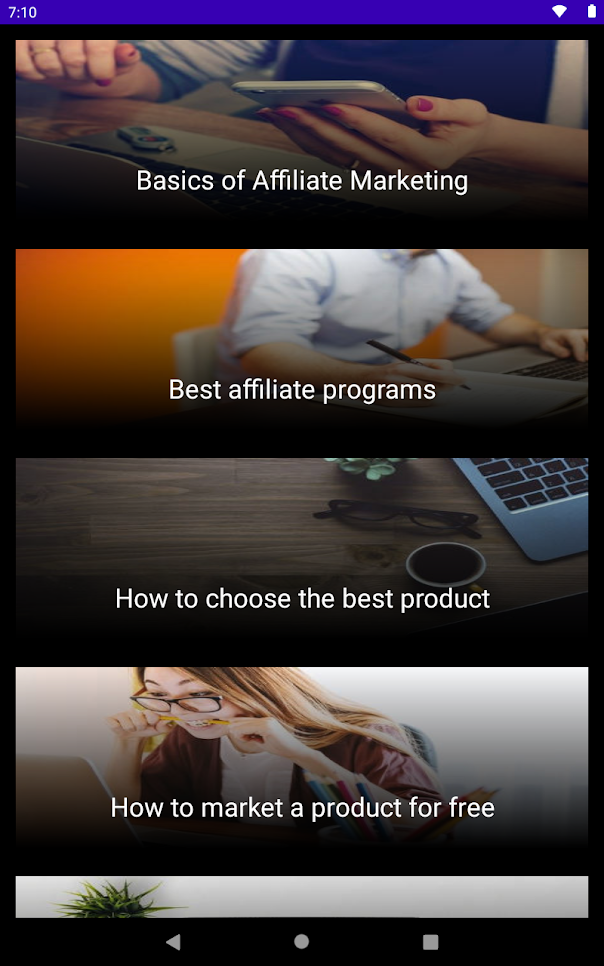 7:10
Basics of Affiliate Marketing
Best affiliate programs
How to choose the best product
How to market a product for free